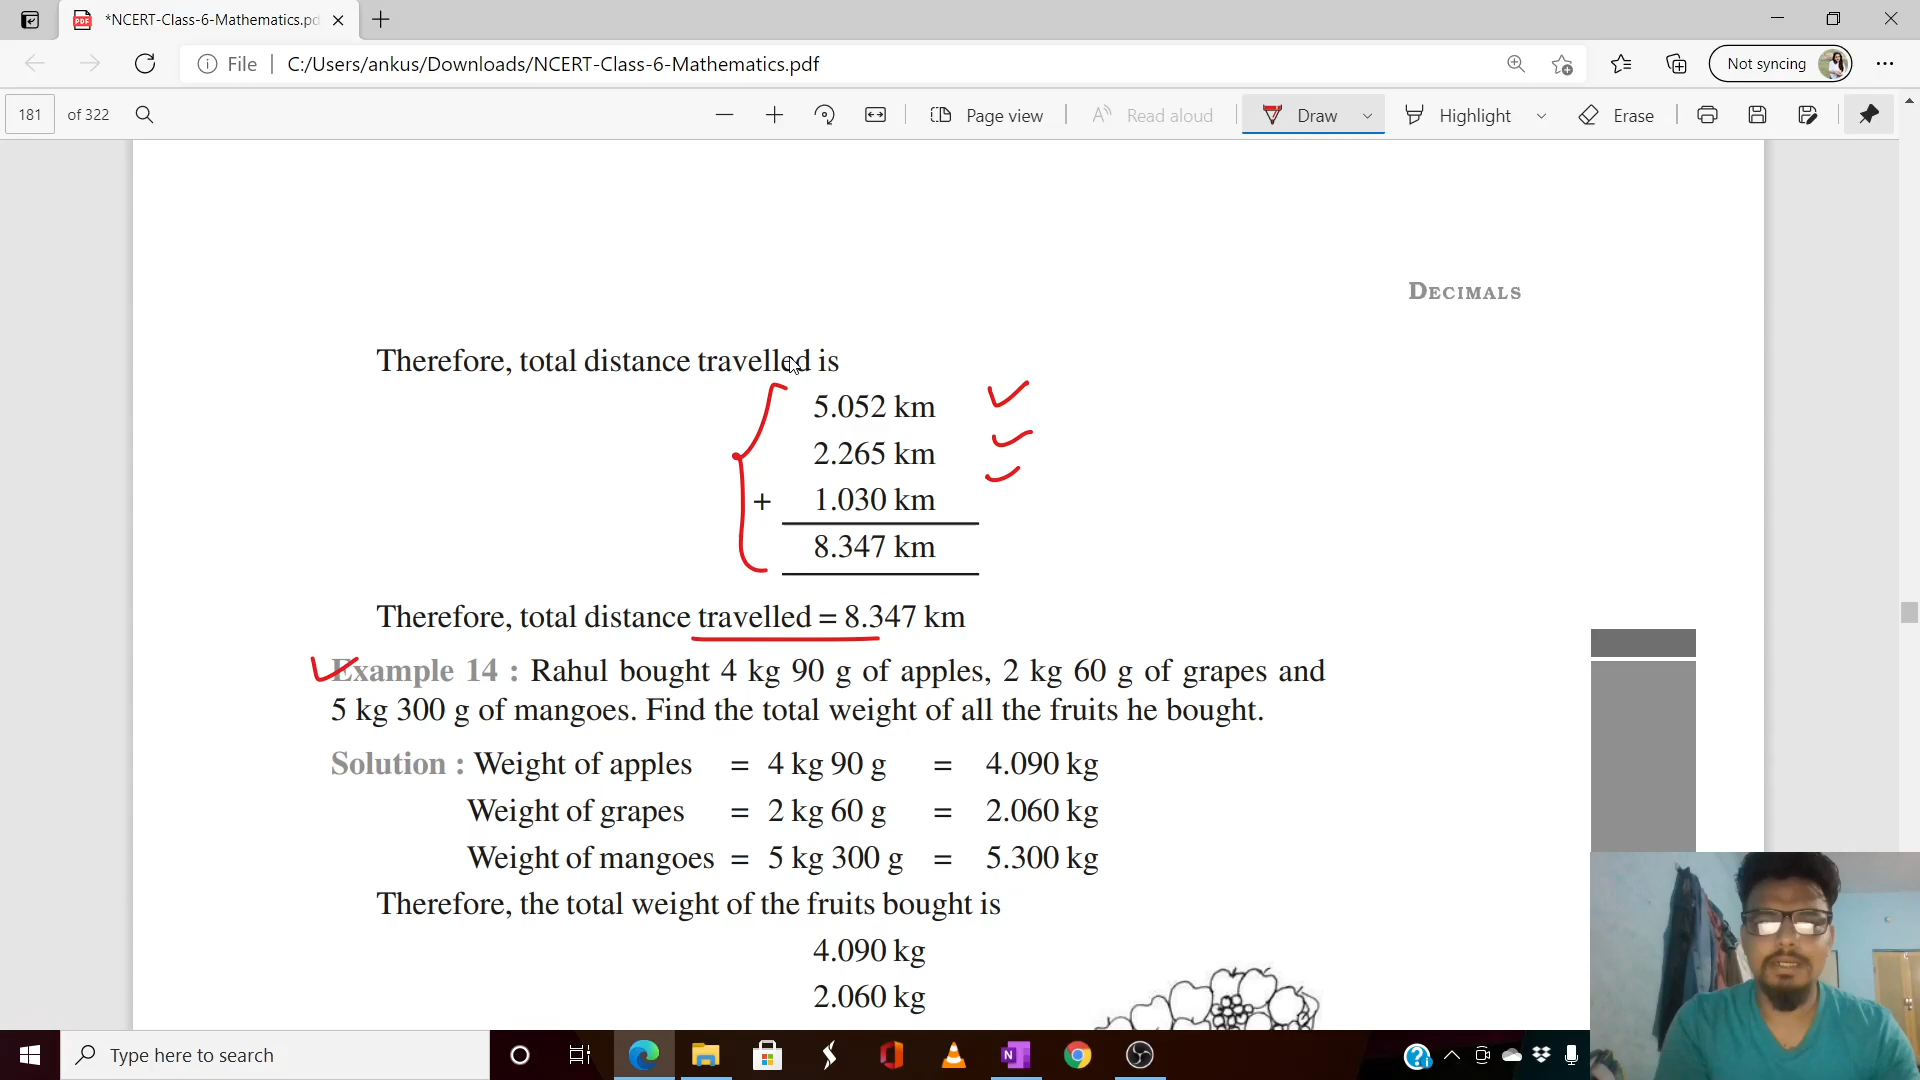 *NCERT-Class-6-Mathematics.pd
Not syncing
File | C:/Users/ankus/Downloads/NCERT-Class-6-Mathematics.pdf
181 of 322
Page view
Read aloud
Draw
Highlight
Erase
DECIMALS
Therefore, total distance travelled is
5.052 km
2.265 km
+ 1.030 km
8.347 km
Therefore, total distance travelled = 8.347 km
Example 14 : Rahul bought 4 kg 90 g of apples, 2 kg 60 g of grapes and
5 kg 300 g of mangoes. Find the total weight of all the fruits he bought.
Solution : Weight of apples = 4 kg 90 g = 4.090 kg
Weight of grapes = 2 kg 60 g = 2.060 kg
Weight of mangoes = 5 kg 300 g = 5.300 kg
Therefore, the total weight of the fruits bought is
4.090 kg
2.060 kg
Type here to search